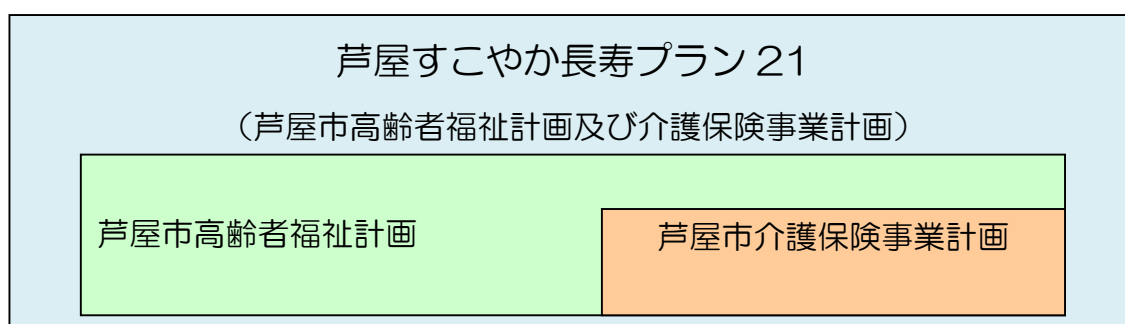 芦屋すこやか長寿プラン 21
（芦屋市高齢者福祉計画及び介護保険事業計画）
芦屋市高齢者福祉計画
芦屋市介護保険事業計画